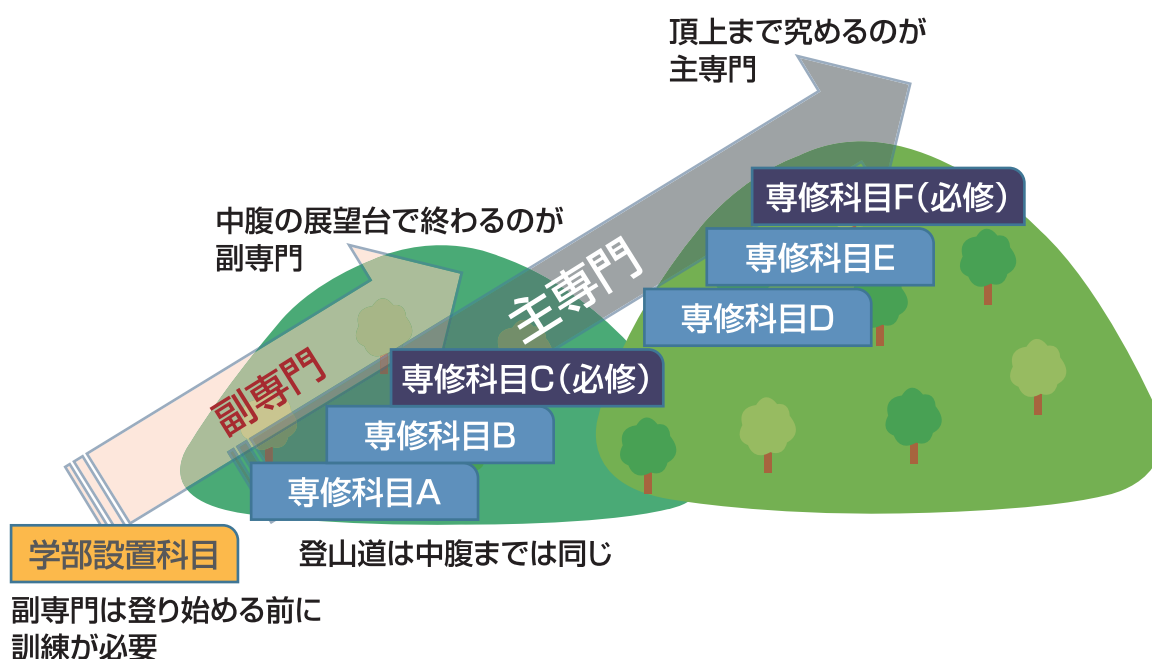 頂上まで究めるのが
主専門
専修科目F（必修）
中腹の展望台で終わるのが
副専門
専修科目E
主専門
専修科目D
副専門
専修科目C（必修）
専修科目B
専修科目A
学部設置科目
登山道は中腹までは同じ
副専門は登り始める前に
訓練が必要